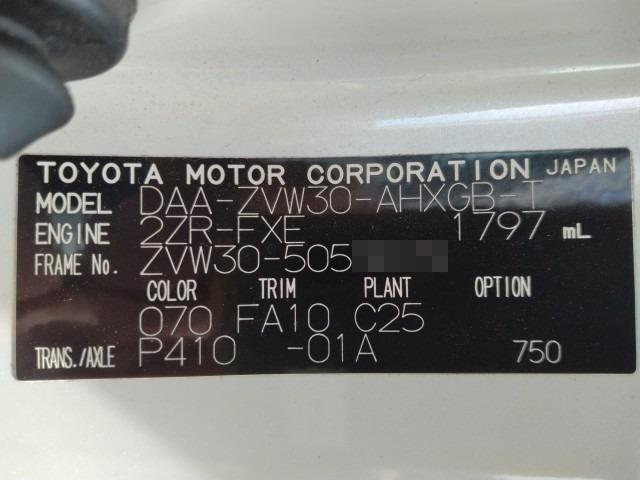 TOYOTA MOTOR CORPORATION JAPAN
MODEL DAA-ZVW30-AHXGB-T
ENGINE 2ZR-FXE 1797 mL
FRAME No. ZVW30-505
COLOR TRIM PLANT OPTION
070 FA10 C25
TRANS./AXLE P410 -01A 750